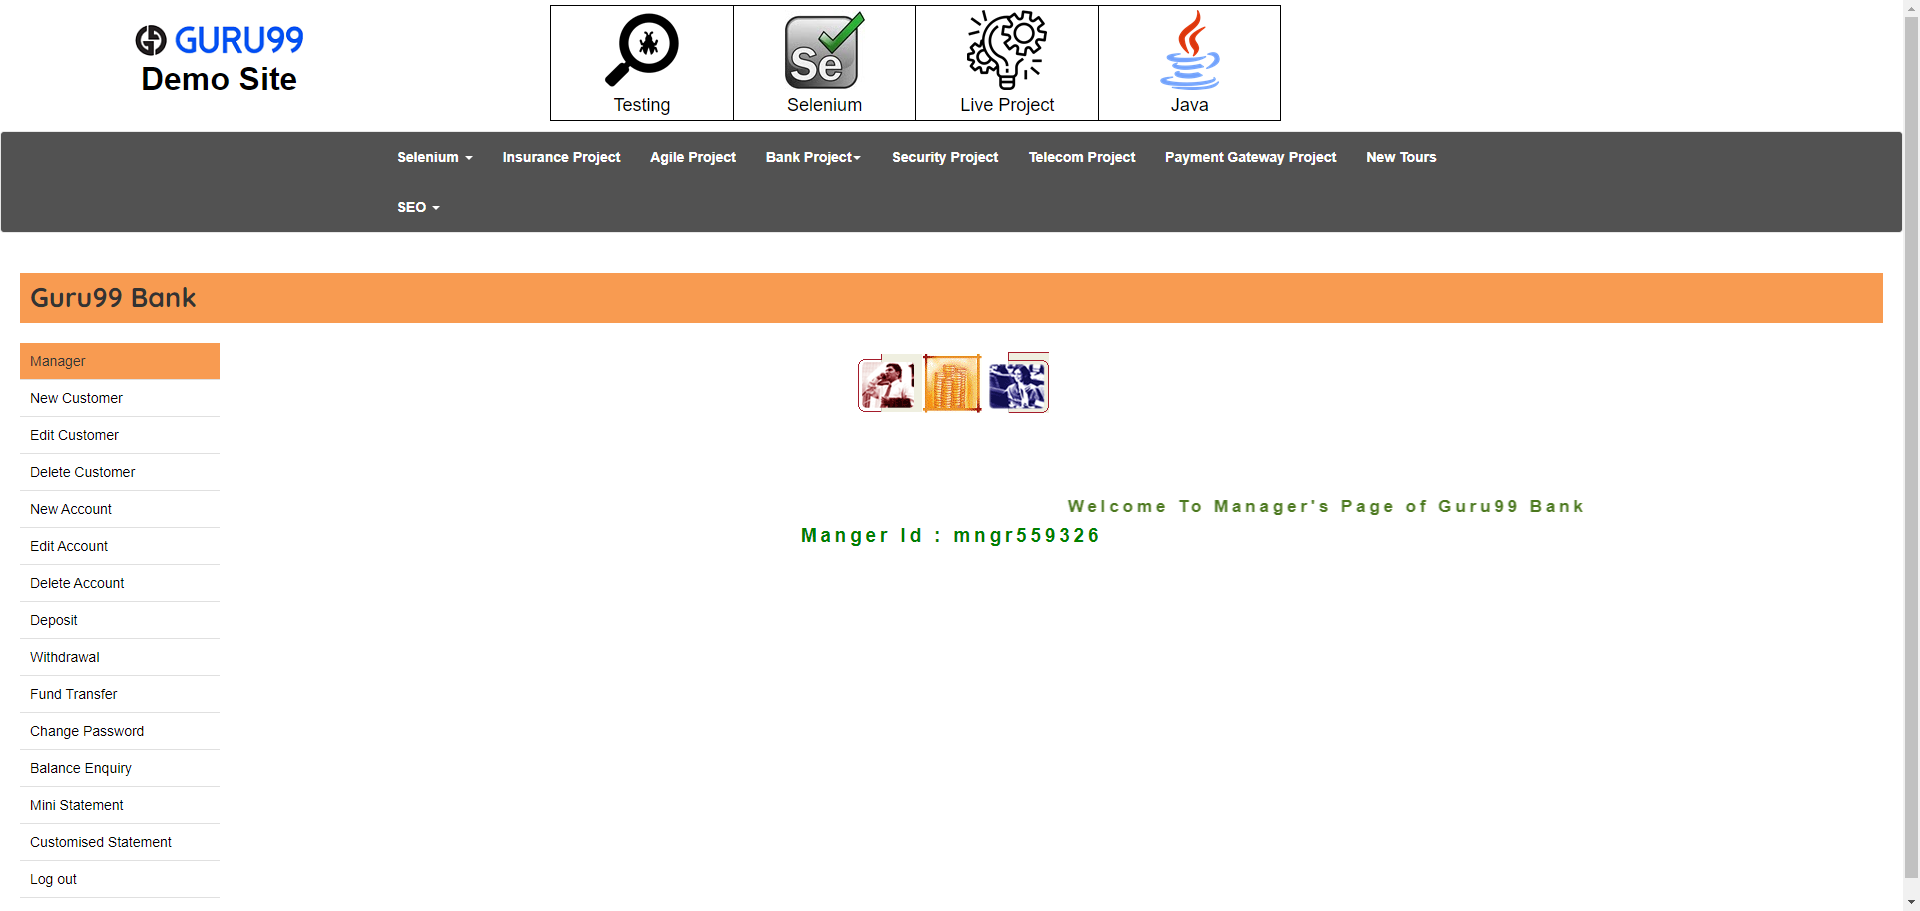 GURU99
Demo Site
Testing
Se
Selenium
Live Project
Java
Selenium
Insurance Project
Agile Project
Bank Project
Security Project
Telecom Project
Payment Gateway Project
New Tours
SEO
Guru99 Bank
Manager
New Customer
Edit Customer
Delete Customer
New Account
Edit Account
Delete Account
Deposit
Withdrawal
Fund Transfer
Change Password
Balance Enquiry
Mini Statement
Customised Statement
Log out
Welcome To Manager's Page of Guru99 Bank
Manger Id : mngr559326